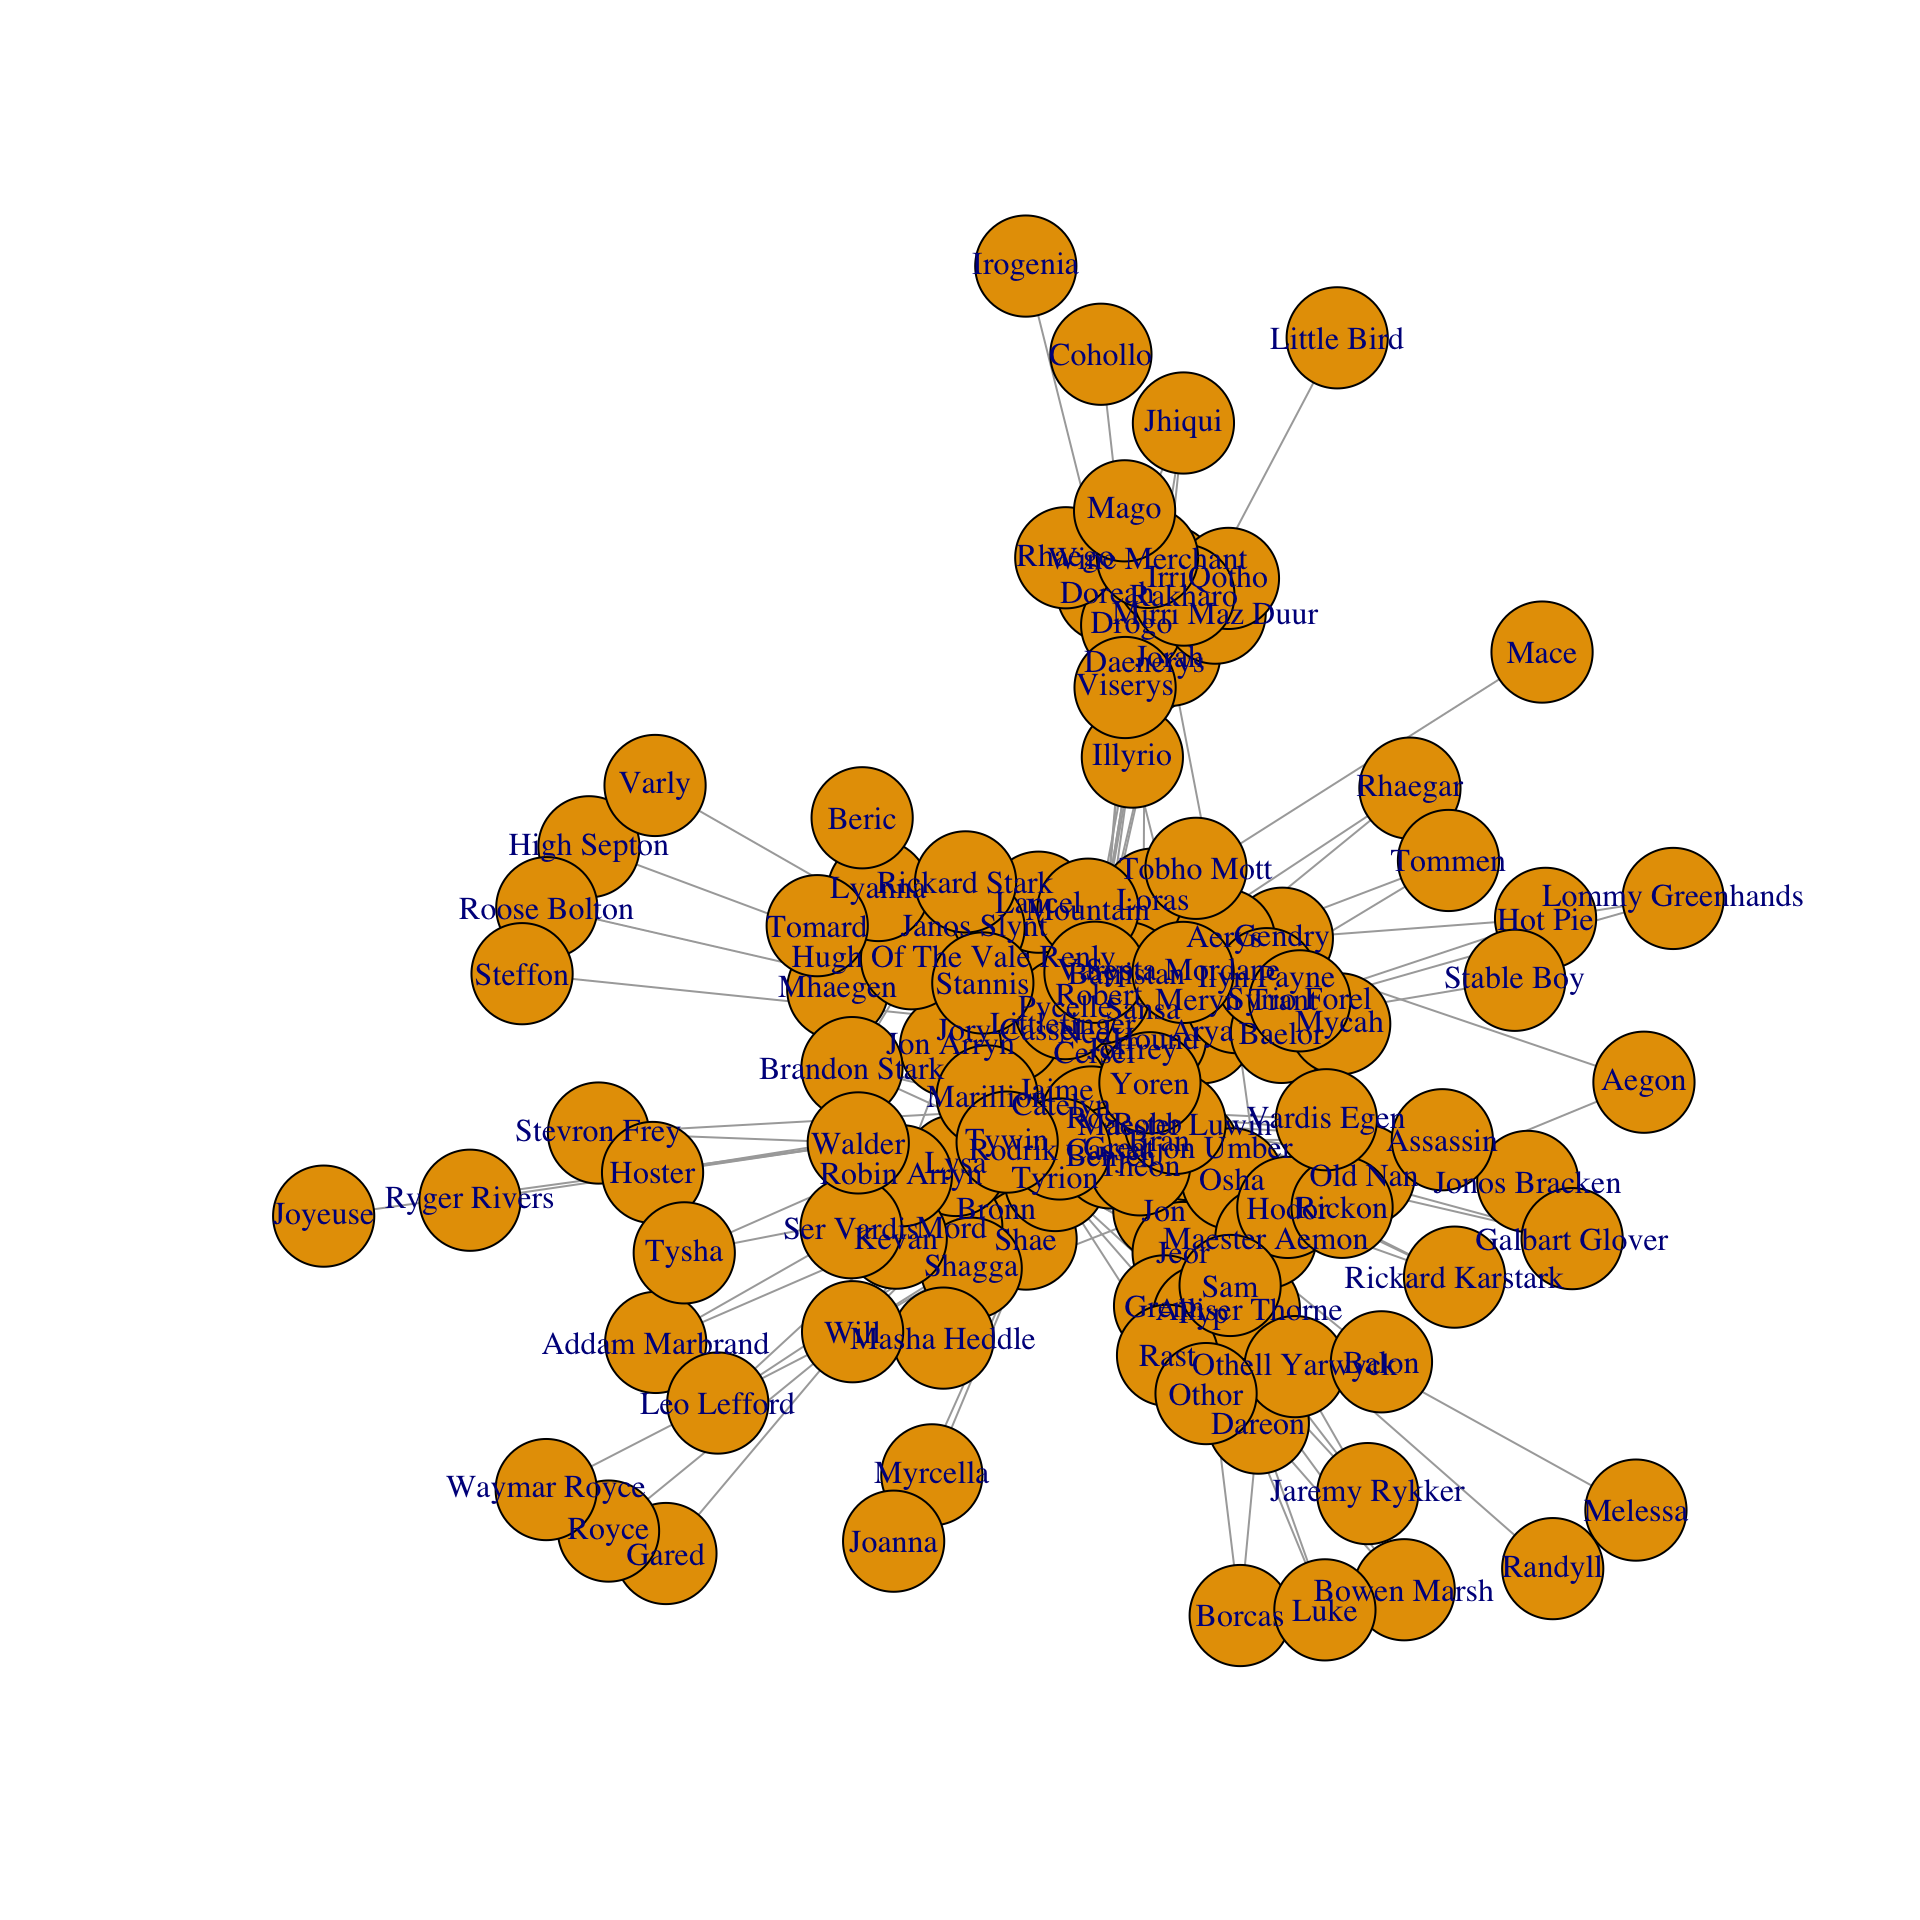 Irogenia
Little Bird
Cohollo
Jhiqui
Mago
Rhaego
Wine Merchant
Irri
Qotho
Doreah
Rakharo
Mirri Maz Duur
Drogo
Jorah
Daenerys
Viserys
Mace
Illyrio
Varly
Rhaegar
Beric
High Septon
Tommen
Tobho Mott
Rickard Stark
Lyanna
Lommy Greenhands
Lancel
Loras
Roose Bolton
Mountain
Hot Pie
Tomard
Janos Slynt
Aerys
Gendry
Hugh Of The Vale
Renly
Steffon
Varys
Septa Mordane
Barristan
Ilyn Payne
Stable Boy
Stannis
Mhaegen
Robert
Meryn Trant
Syrio Forel
Pycelle
Sansa
Littlefinger
Mycah
Jory Cassel
Ned
Arya
Baelor
Hound
Jon Arryn
Cersei
Joffrey
Brandon Stark
Aegon
Yoren
Jaime
Marillion
Catelyn
Ros
Robb
Maester Luwin
Vardis Egen
Stevron Frey
Walder
Tywin
Bran
Assassin
Rodrik Cassel
Greatjon Umber
Benjen
Lysa
Theon
Hoster
Robin Arryn
Tyrion
Osha
Old Nan
Jonos Bracken
Ryger Rivers
Joyeuse
Bronn
Jon
Hodor
Rickon
Ser Vardis
Mord
Tysha
Kevan
Shae
Jeor
Maester Aemon
Galbart Glover
Shagga
Rickard Karstark
Sam
Grenn
Pyp
Alliser Thorne
Will
Masha Heddle
Addam Marbrand
Rast
Othell Yarwyck
Balon
Othor
Leo Lefford
Dareon
Myrcella
Waymar Royce
Jaremy Rykker
Melessa
Royce
Joanna
Gared
Randyll
Bowen Marsh
Borcas
Luke